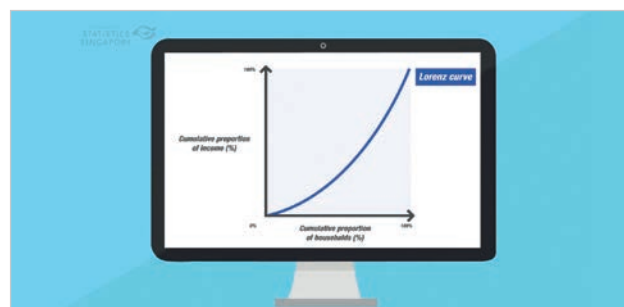 STATISTICS
SINGAPORE
100%
Lorenz curve
Cumulative proportion
of income (%)
0%
Cumulative proportion
of households (%)
100%